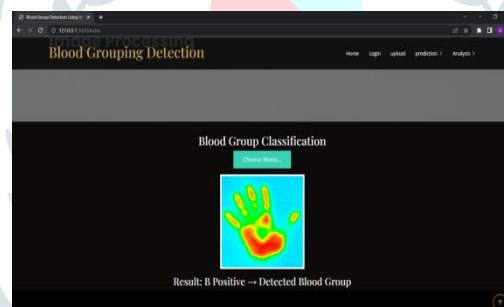 Blood Group Detection Using Im
127.0.0.1:5000/index
Image Processing
Blood Grouping Detection
Home Login upload prediction ? Analysis ?
Blood Group Classification
Choose Blood...
Result: B Positive → Detected Blood Group